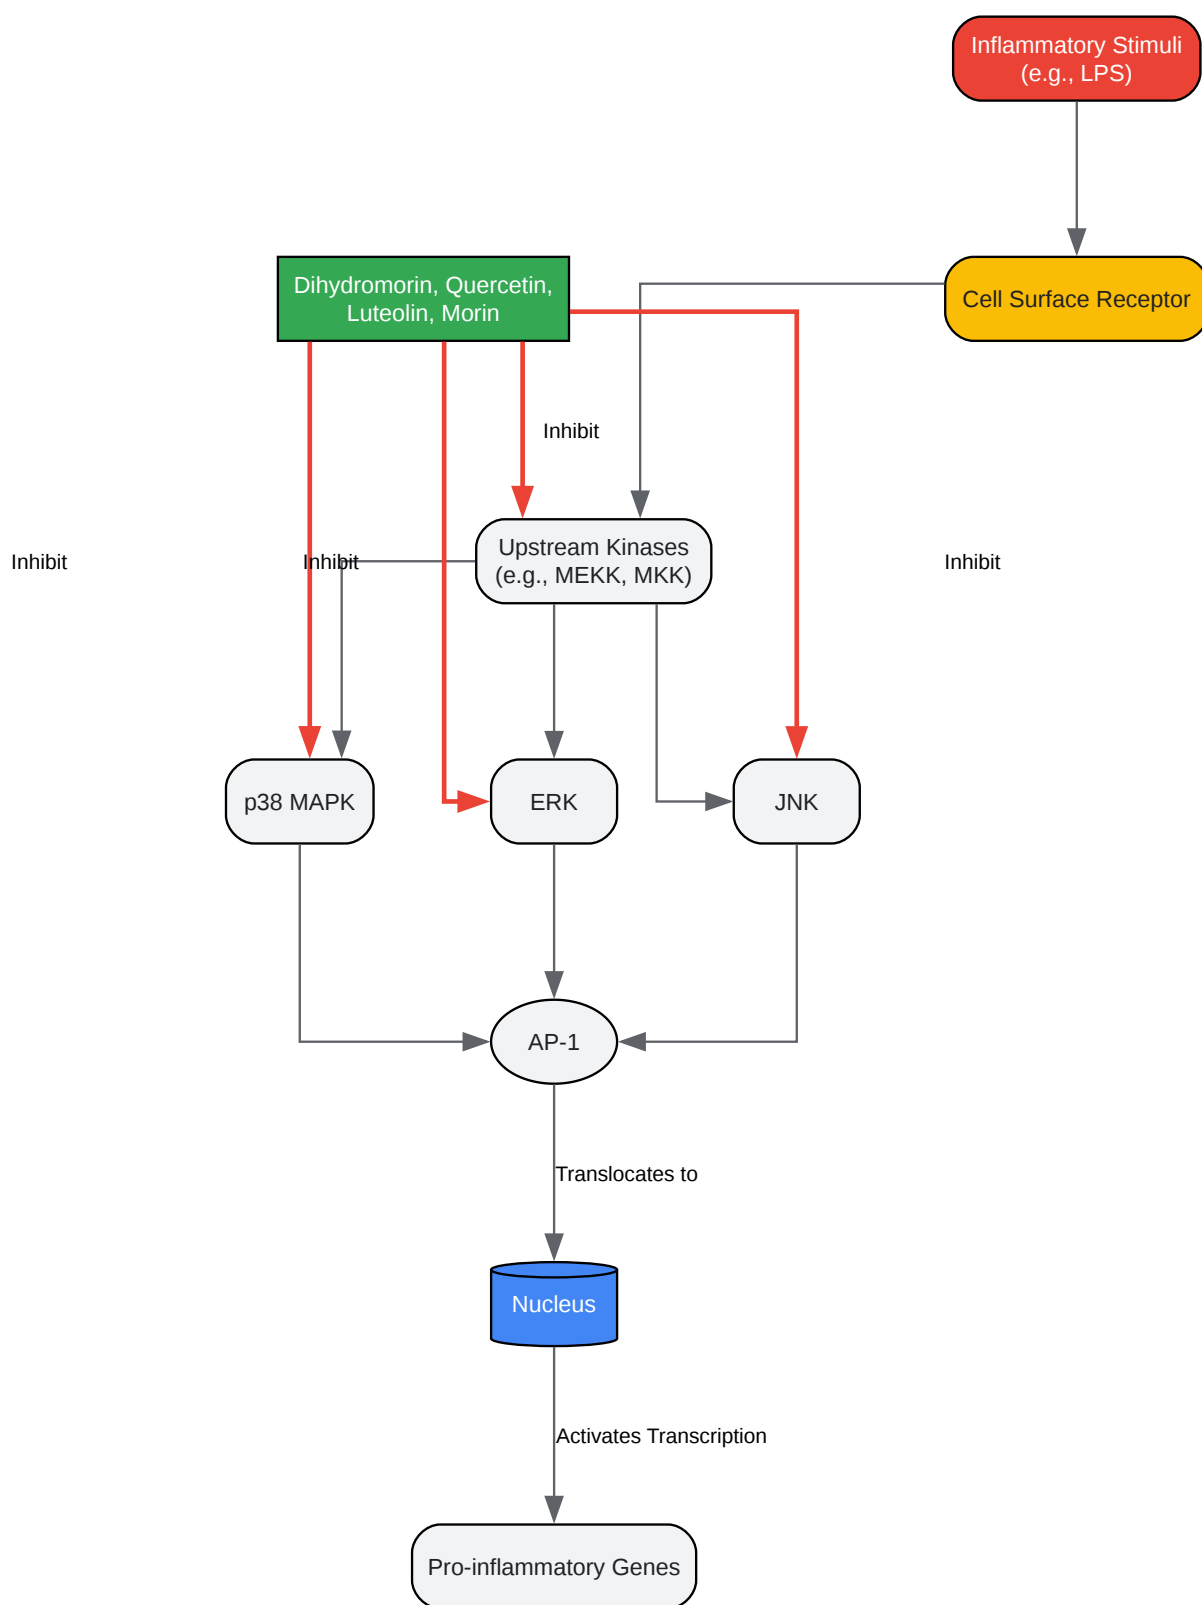 Inflammatory Stimuli
(e.g., LPS)
Dihydromorin, Quercetin,
Luteolin, Morin
Cell Surface Receptor
Inhibit
Upstream Kinases
(e.g., MEKK, MKK)
Inhibit
Inhibit
Inhibit
p38 MAPK
ERK
JNK
AP-1
Translocates to
Nucleus
Activates Transcription
Pro-inflammatory Genes